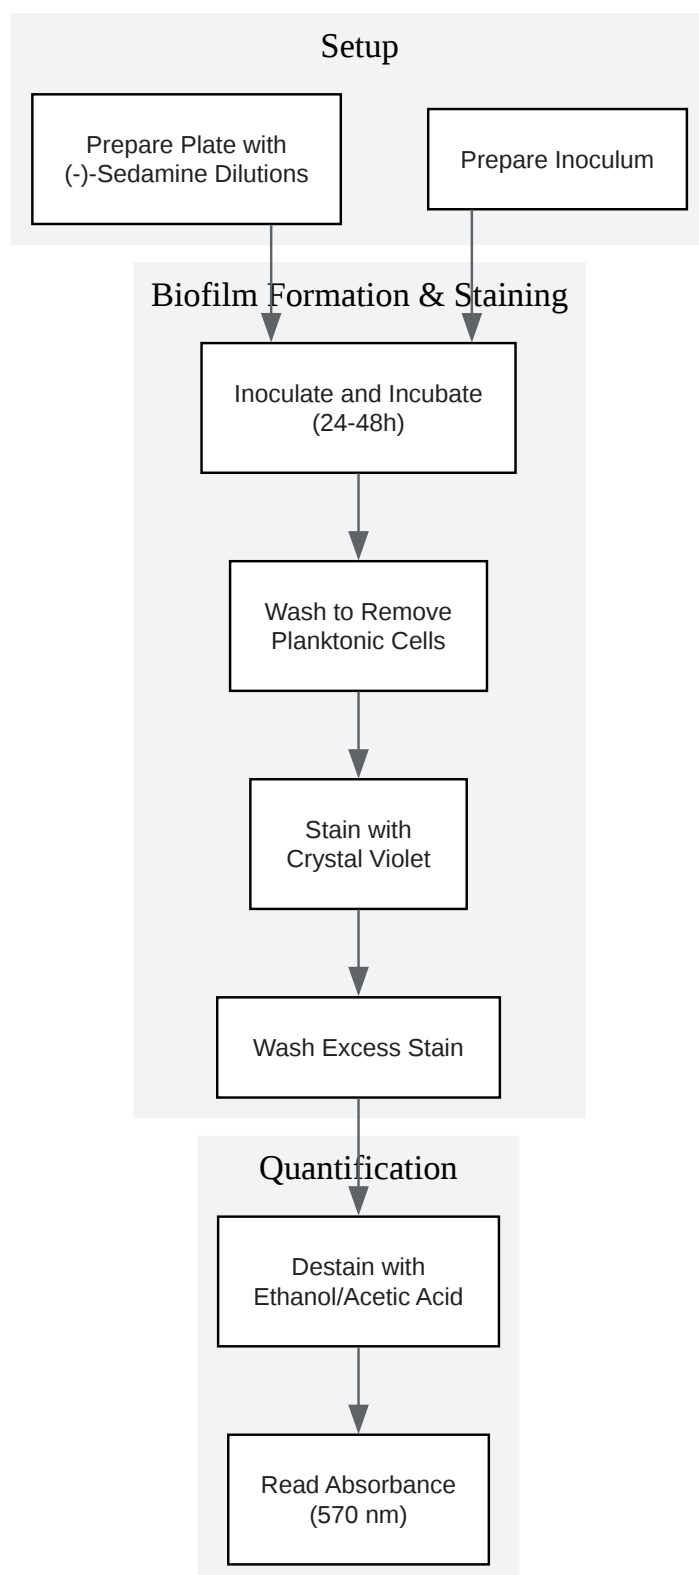 Setup
Prepare Plate with
(-)-Sedamine Dilutions
Prepare Inoculum
Biofilm Formation & Staining
Inoculate and Incubate
(24-48h)
Wash to Remove
Planktonic Cells
Stain with
Crystal Violet
Wash Excess Stain
Quantification
Destain with
Ethanol/Acetic Acid
Read Absorbance
(570 nm)